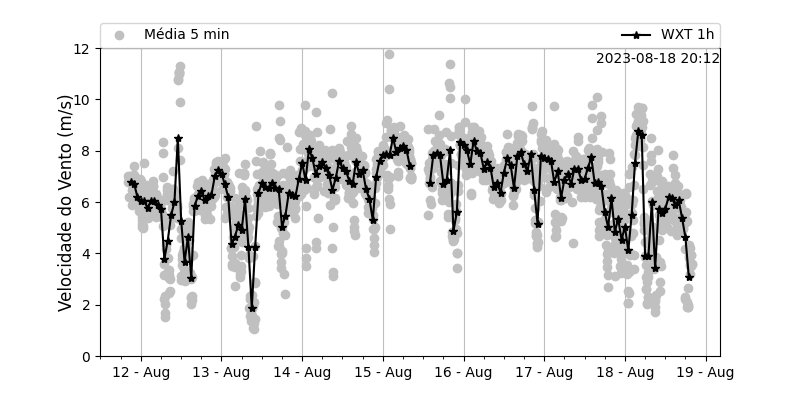 Média 5 min WXT 1h
2023-08-18 20:12
Velocidade do Vento (m/s)
12
10
8
6
4
2
0
12 - Aug 13 - Aug 14 - Aug 15 - Aug 16 - Aug 17 - Aug 18 - Aug 19 - Aug